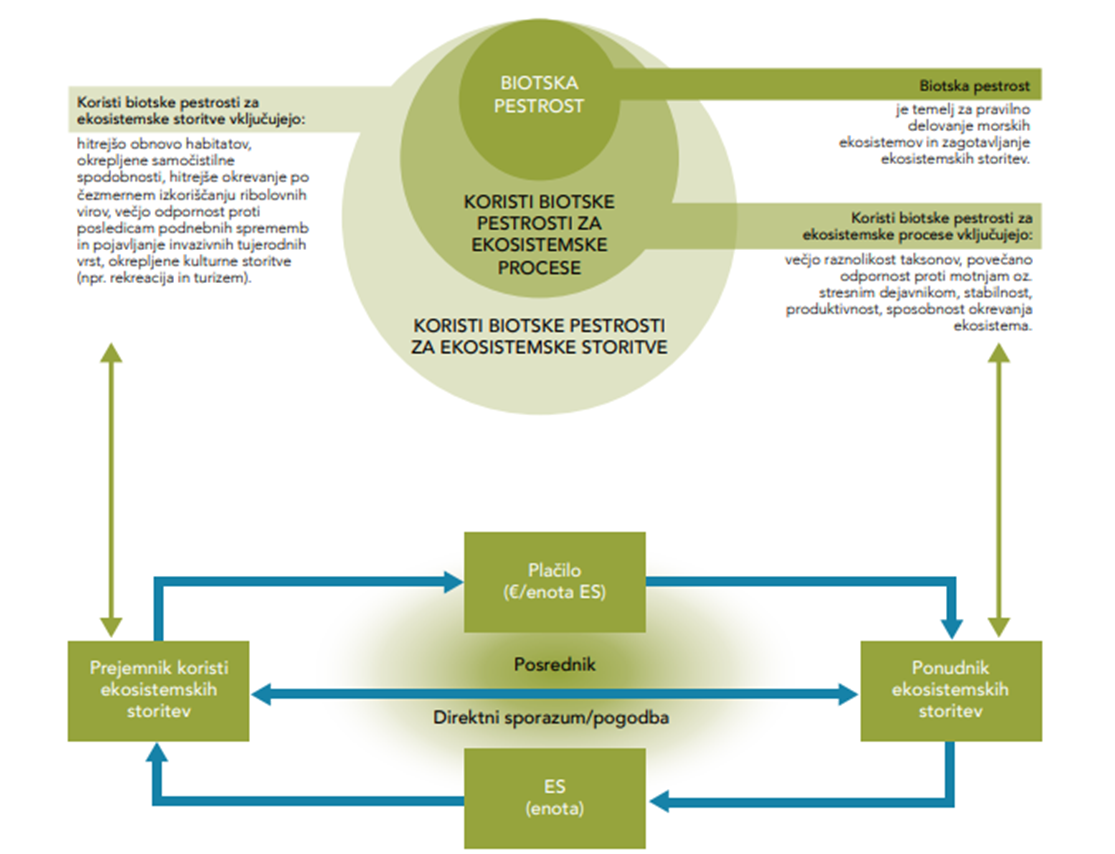 BIOTSKA
PESTROST
Koristi biotske pestrosti za
ekosistemske storitve vključujejo:
hitrejšo obnovo habitatov,
okrepljene samočistilne
spodobnosti, hitrejše okrevanje po
čezmernem izkoriščanju ribolovnih
virov, večjo odpornost proti
posledicam podnebnih sprememb
in pojavljanje invazivnih tujerodnih
vrst, okrepljene kulturne storitve
(npr. rekreacija in turizem).
Biotska pestrost
je temelj za pravilno
delovanje morskih
ekosistemov in zagotavljanje
ekosistemskih storitev.
KORISTI BIOTSKE
PESTROSTI ZA
EKOSISTEMSKE
PROCESE
Koristi biotske pestrosti za
ekosistemske procese vključujejo:
večjo raznolikost taksonov, povečano
odpornost proti motnjam oz.
stresnim dejavnikom, stabilnost,
produktivnost, sposobnost okrevanja
ekosistema.
KORISTI BIOTSKE PESTROSTI
ZA EKOSISTEMSKE STORITVE
Plačilo
(€/enota ES)
Prejemnik koristi
ekosistemskih
storitev
Posrednik
Direktni sporazum/pogodba
Ponudnik
ekosistemskih
storitev
ES
(enota)